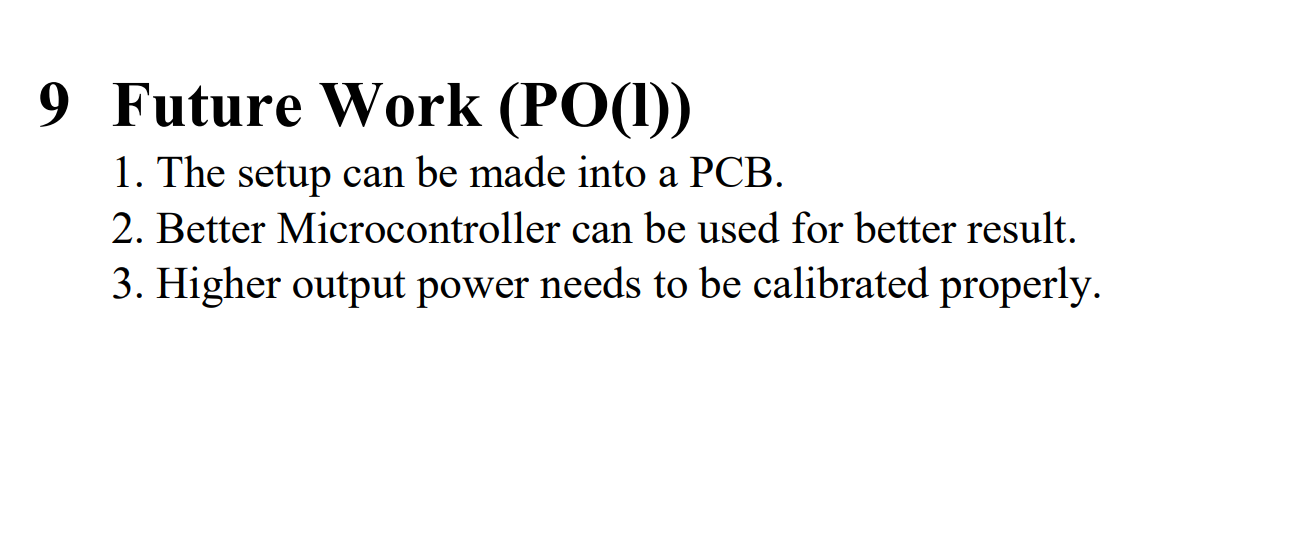 9 Future Work (PO(l))
1. The setup can be made into a PCB.
2. Better Microcontroller can be used for better result.
3. Higher output power needs to be calibrated properly.